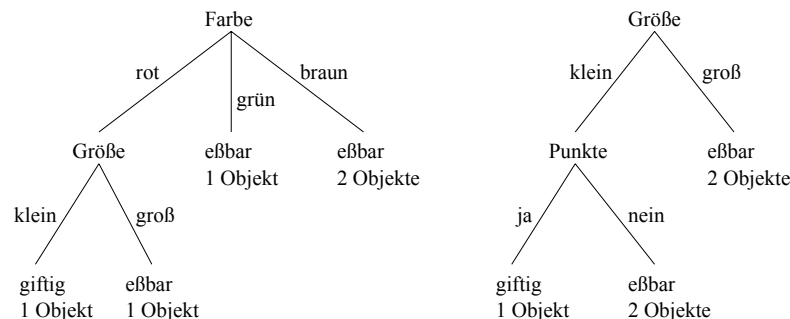 Farbe
rot
grün
braun
Größe
eßbar
1 Objekt
eßbar
2 Objekte
klein
groß
giftig
1 Objekt
eßbar
1 Objekt
Größe
klein
groß
Punkte
eßbar
2 Objekte
ja
nein
giftig
1 Objekt
eßbar
2 Objekte